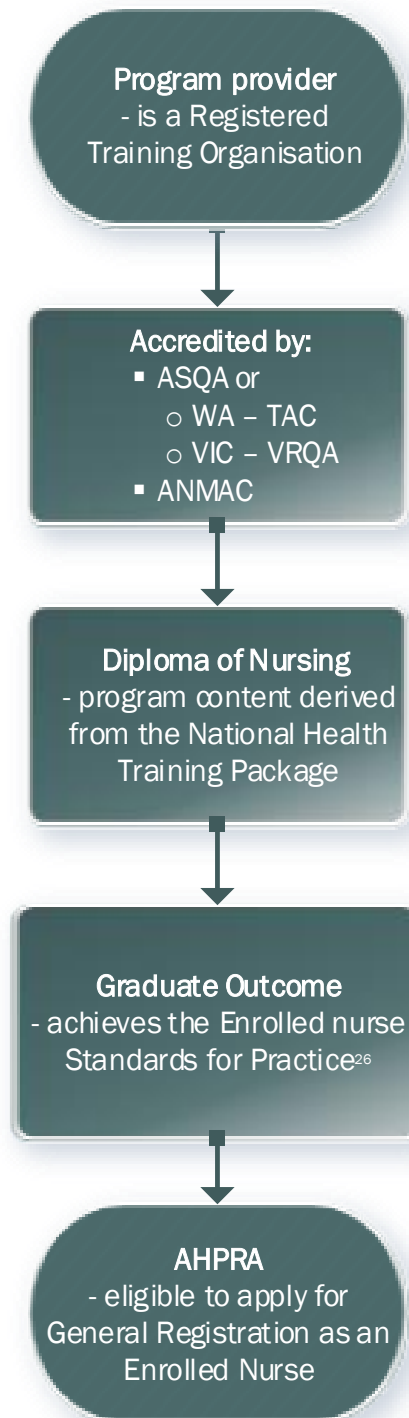 Program provider
- is a Registered
Training Organisation
Accredited by:
▪ ASQA or
o WA – TAC
o VIC – VRQA
▪ ANMAC
Diploma of Nursing
- program content derived
from the National Health
Training Package
Graduate Outcome
- achieves the Enrolled nurse
Standards for Practice²⁶
AHPRA
- eligible to apply for
General Registration as an
Enrolled Nurse